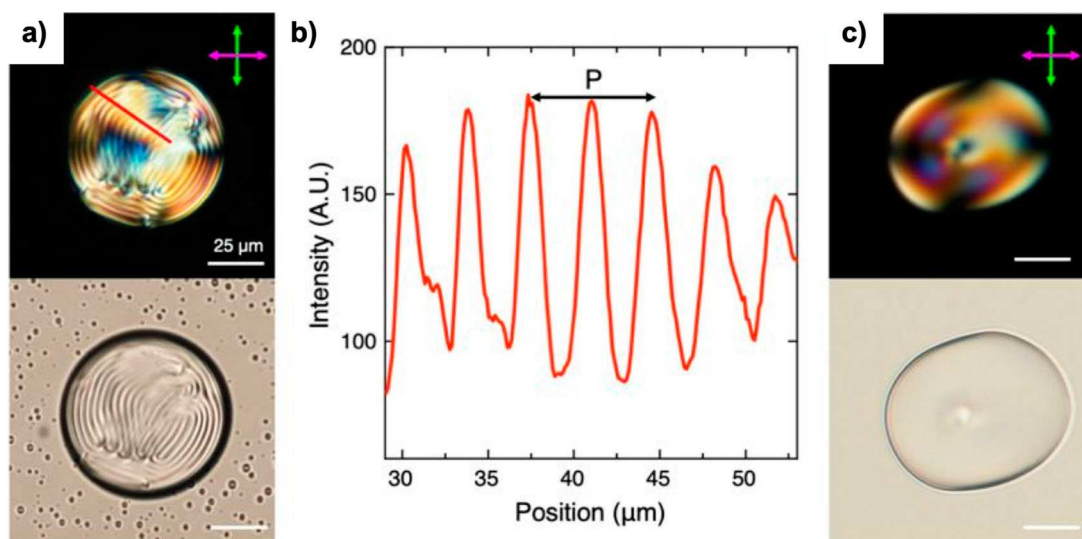 a)
25 µm
b)
200
150
100
Intensity (A.U.)
P
30 35 40 45 50
Position (µm)
c)